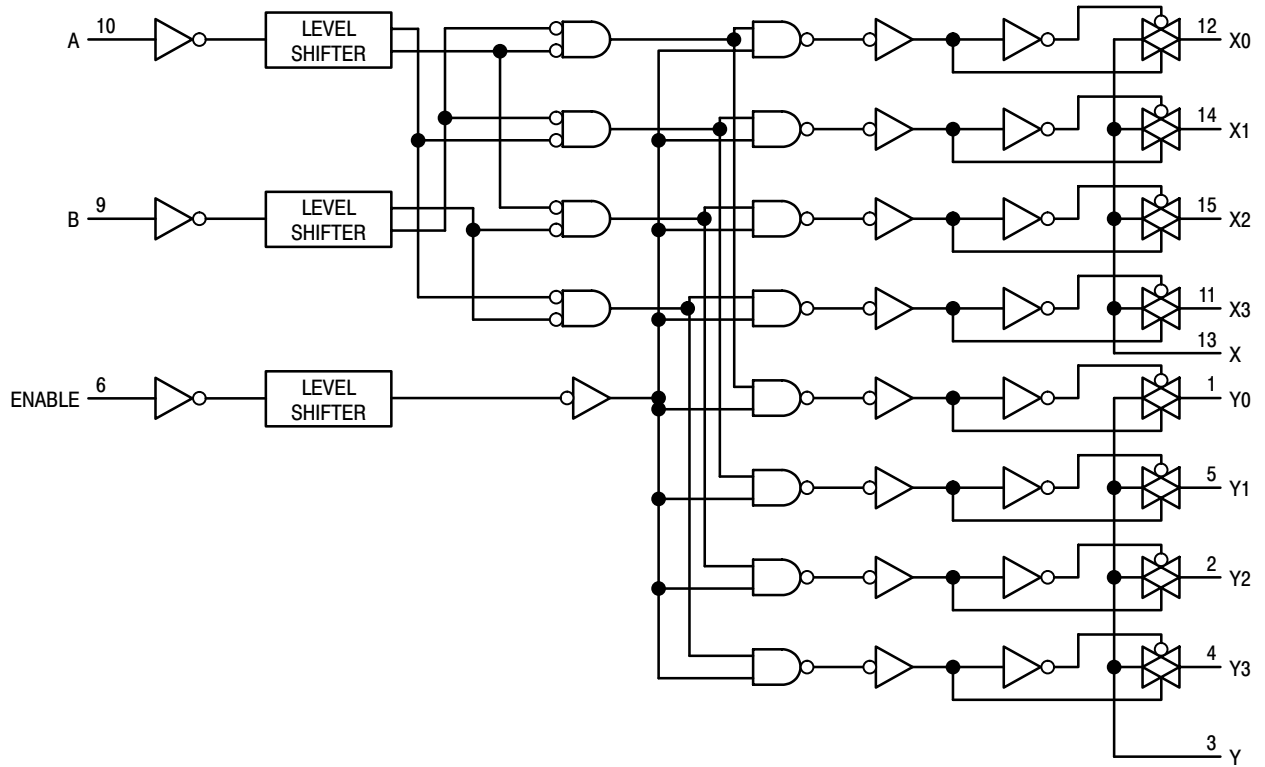 A 10 LEVEL SHIFTER 12 X0
14 X1
B 9 LEVEL SHIFTER 15 X2
11 X3
13 X
ENABLE 6 LEVEL SHIFTER 1 Y0
5 Y1
2 Y2
4 Y3
3 Y